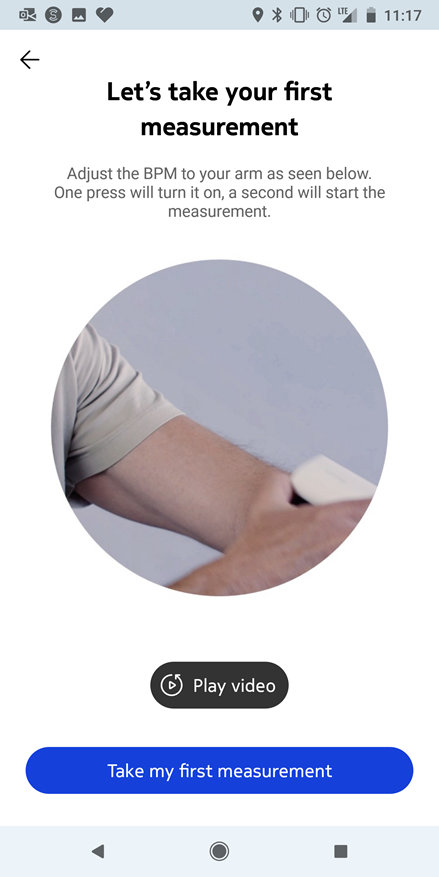 LTE 11:17
Let's take your first
measurement
Adjust the BPM to your arm as seen below.
One press will turn it on, a second will start the
measurement.
Play video
Take my first measurement